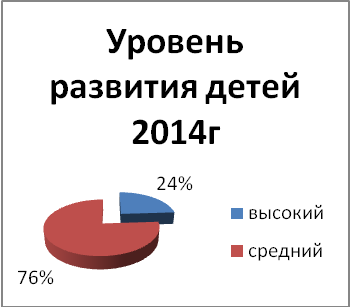 Уровень
развития детей
2014г
24%
высокий
средний
76%